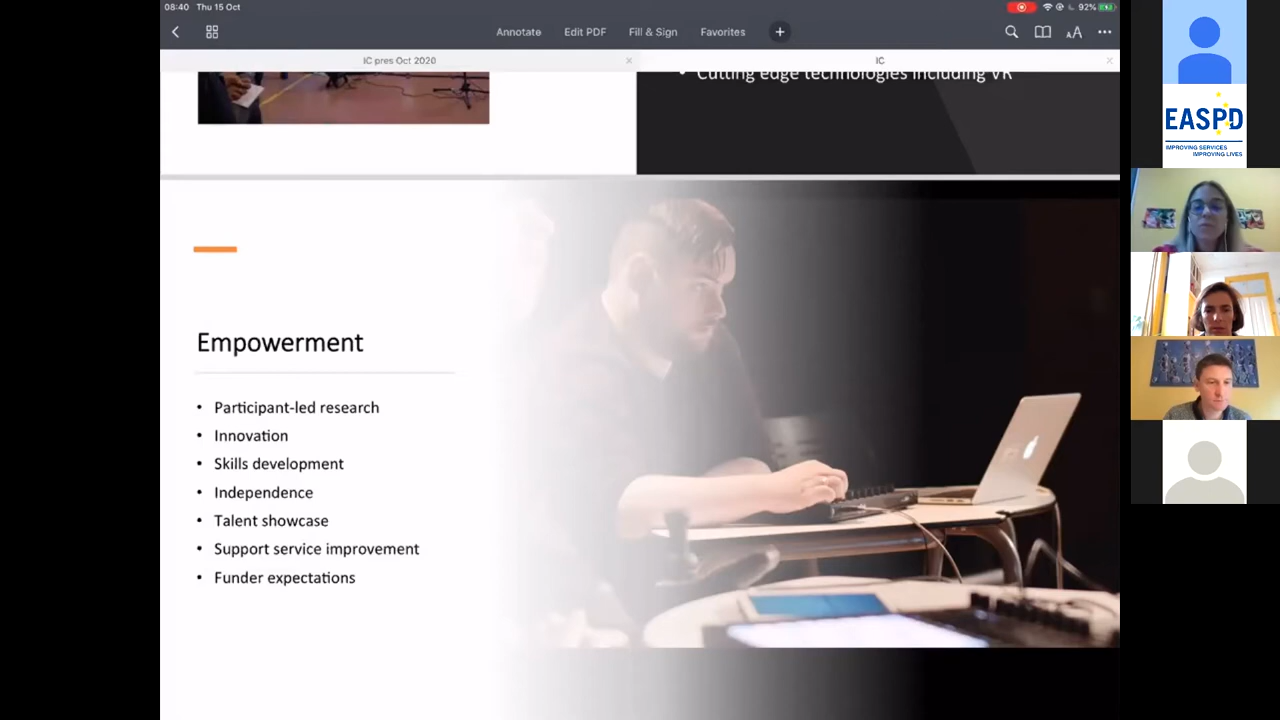 08:40 Thu 15 Oct
92%
Annotate Edit PDF Fill & Sign Favorites
AA
IC pres Oct 2020
IC
• Cutting edge technologies including VR
Empowerment
• Participant-led research
• Innovation
• Skills development
• Independence
• Talent showcase
• Support service improvement
• Funder expectations
EASPD
IMPROVING SERVICES
IMPROVING LIVES